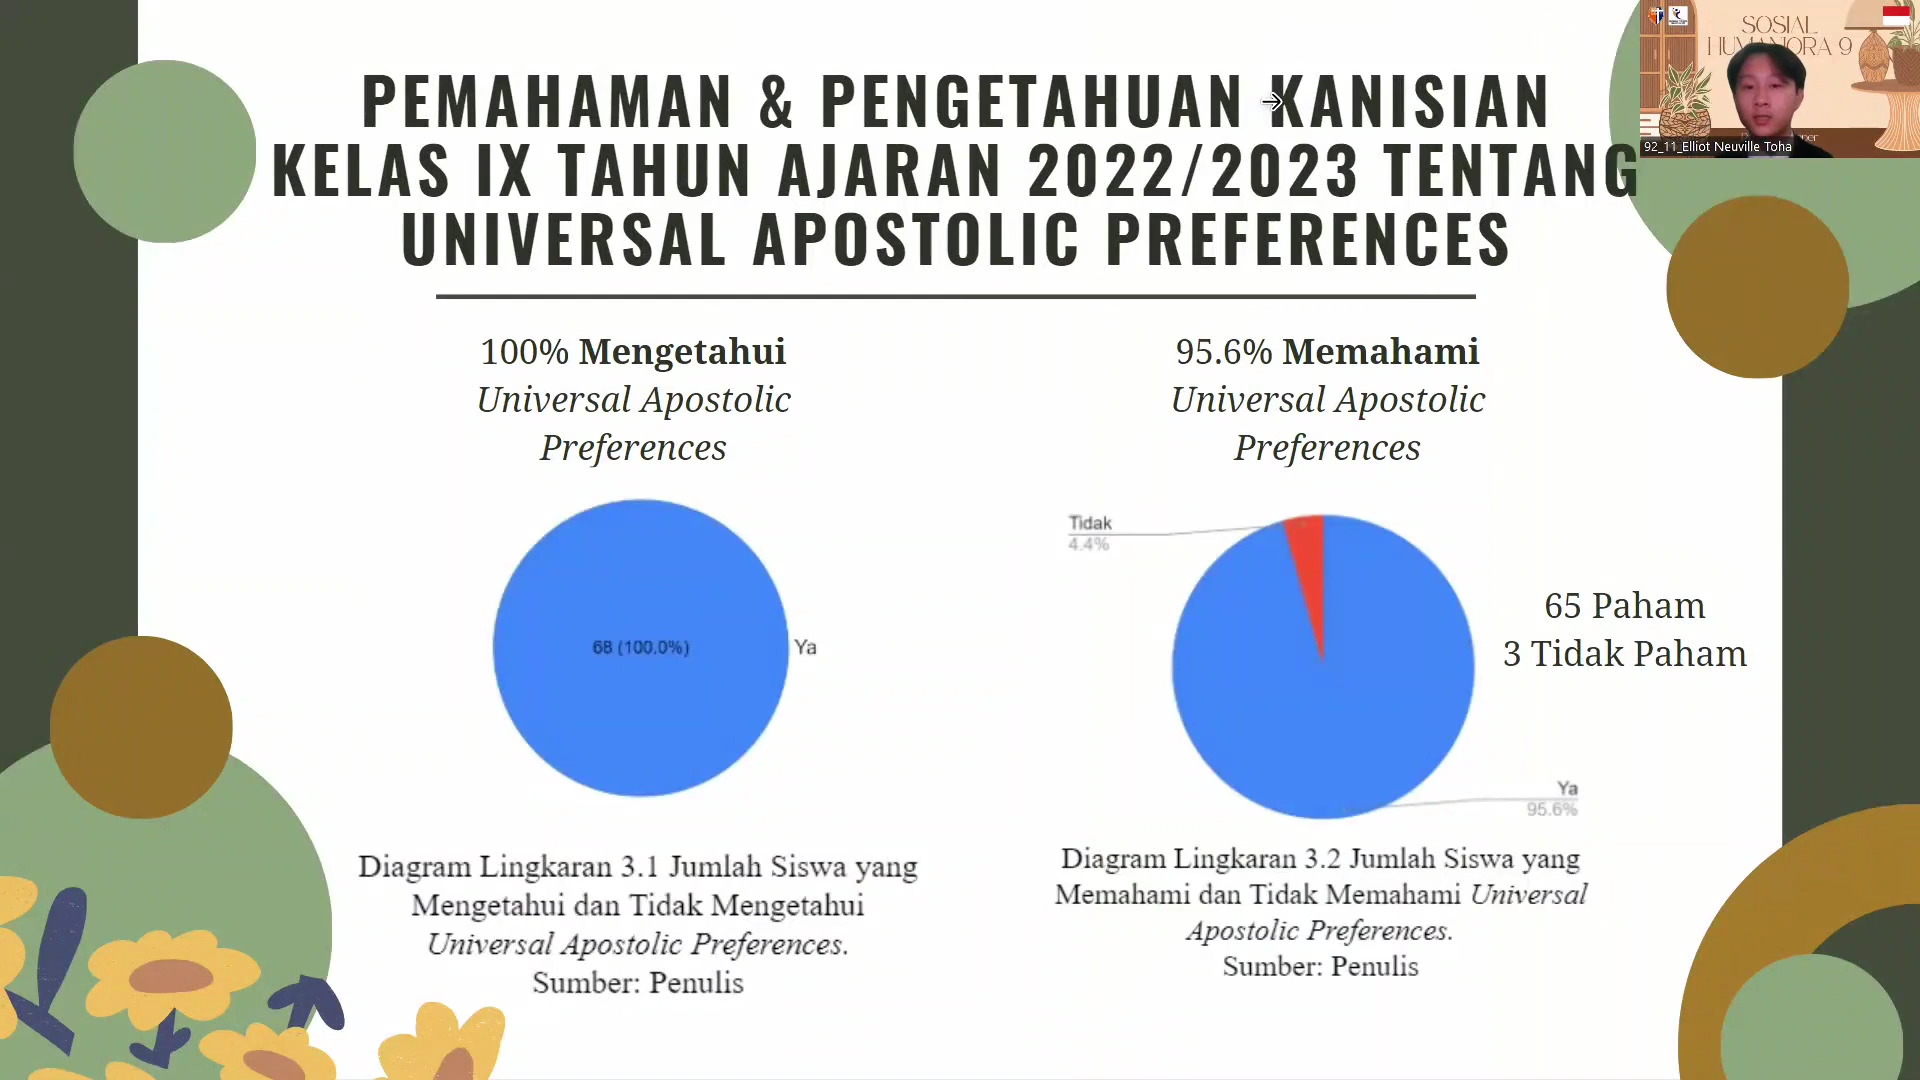 PEMAHAMAN & PENGETAHUAN KANISIAN
KELAS IX TAHUN AJARAN 2022/2023 TENTANG
UNIVERSAL APOSTOLIC PREFERENCES
SOSIAL
HUMANIORA 9
92_11_Elliot Neuville Toha
100% Mengetahui
Universal Apostolic
Preferences
68 (100.0%)
Ya
Diagram Lingkaran 3.1 Jumlah Siswa yang
Mengetahui dan Tidak Mengetahui
Universal Apostolic Preferences.
Sumber: Penulis
95.6% Memahami
Universal Apostolic
Preferences
Tidak
4.4%
65 Paham
3 Tidak Paham
Ya
95.6%
Diagram Lingkaran 3.2 Jumlah Siswa yang
Memahami dan Tidak Memahami Universal
Apostolic Preferences.
Sumber: Penulis